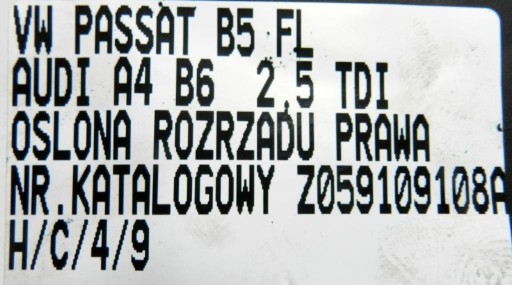 VW PASSAT B5 FL
AUDI A4 B6 2.5 TDI
OSLONA ROZRZADU PRAWA
NR.KATALOGOWY Z059109108A
H/C/4/9